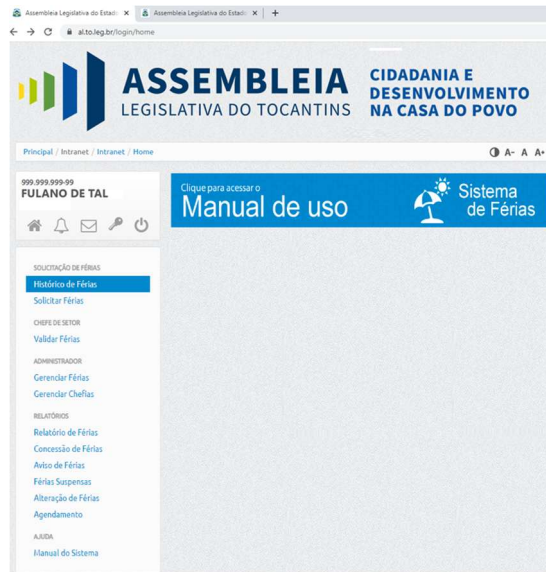 Assembleia Legislativa do Estado
Assembleia Legislativa do Estado
al.to.leg.br/login/home
ASSEMBLEIA
LEGISLATIVA DO TOCANTINS
CIDADANIA E
DESENVOLVIMENTO
NA CASA DO POVO
Principal / Intranet / Intranet / Home
A- A A+
999.999.999-99
FULANO DE TAL
Clique para acessar o
Manual de uso
Sistema
de Férias
SOLICITAÇÃO DE FÉRIAS
Histórico de Férias
Solicitar Férias
CHEFE DE SETOR
Validar Férias
ADMINISTRADOR
Gerenciar Férias
Gerenciar Chefias
RELATÓRIOS
Relatório de Férias
Concessão de Férias
Aviso de Férias
Férias Suspensas
Alteração de Férias
Agendamento
AJUDA
Manual do Sistema